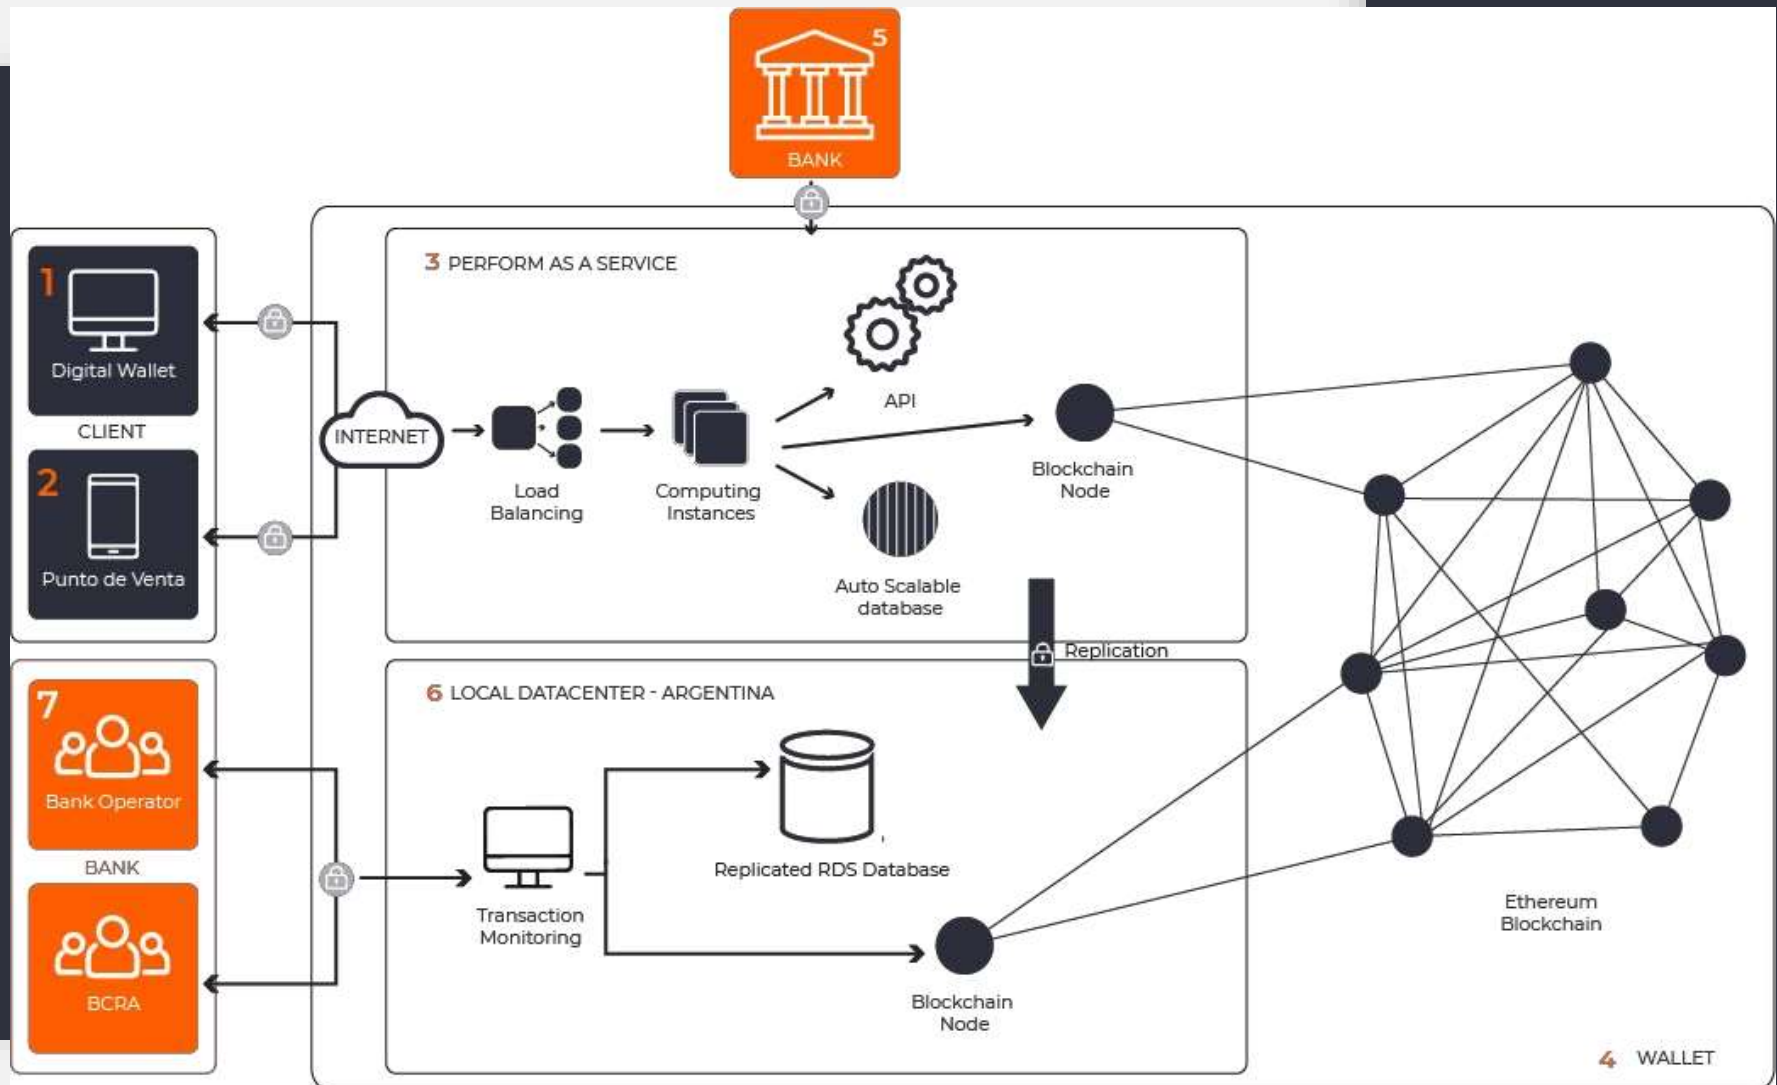 5
BANK
1
Digital Wallet
CLIENT
2
Punto de Venta
3 PERFORM AS A SERVICE
INTERNET
Load
Balancing
Computing
Instances
API
Auto Scalable
database
Blockchain
Node
Replication
7
Bank Operator
BANK
BCRA
6 LOCAL DATACENTER - ARGENTINA
Transaction
Monitoring
Replicated RDS Database
Blockchain
Node
Ethereum
Blockchain
4 WALLET